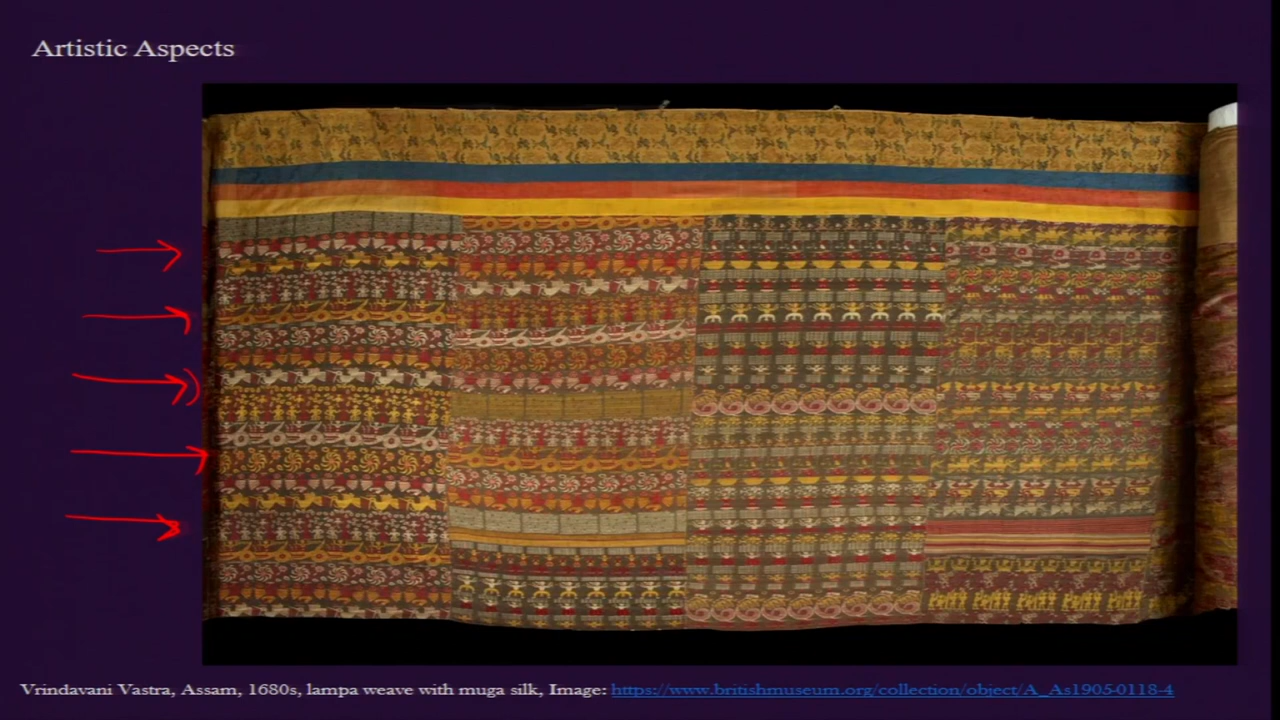 Artistic Aspects
Vrindavani Vastra, Assam, 1680s, lampa weave with muga silk, Image: https://www.britishmuseum.org/collection/object/A_As1905-0118-4